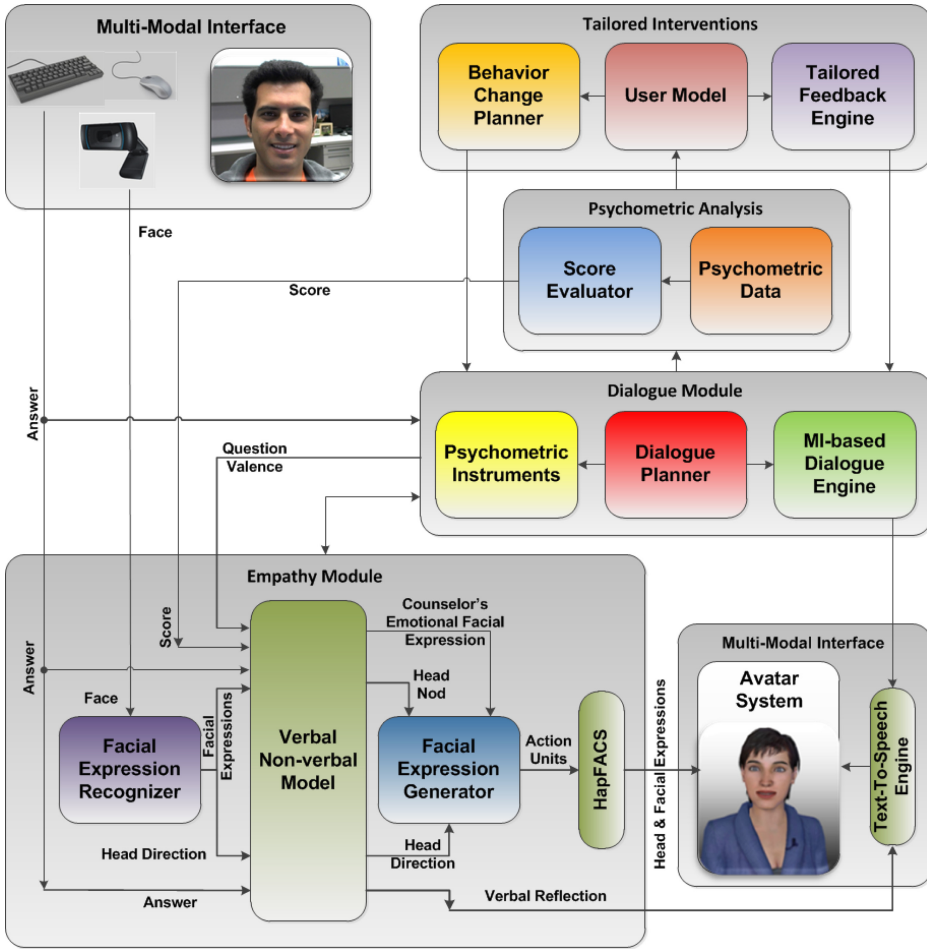 Multi-Modal Interface
Tailored Interventions
Behavior
Change
Planner
User Model
Tailored
Feedback
Engine
Face
Psychometric Analysis
Score
Score
Evaluator
Psychometric
Data
Answer
Dialogue Module
Question
Valence
Psychometric
Instruments
Dialogue
Planner
MI-based
Dialogue
Engine
Empathy Module
Score
Answer
Face
Facial
Expression
Recognizer
Facial
Expressions
Head Direction
Answer
Verbal
Non-verbal
Model
Counselor's
Emotional Facial
Expression
Head
Nod
Facial
Expression
Generator
Head
Direction
Action
Units
HapFACS
Verbal Reflection
Head & Facial Expressions
Multi-Modal Interface
Avatar
System
Text-To-Speech
Engine